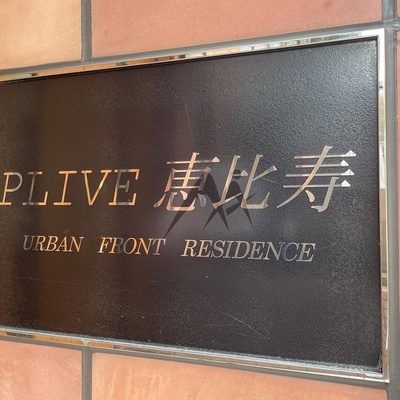 PLIVE 恵比寿
URBAN FRONT RESIDENCE